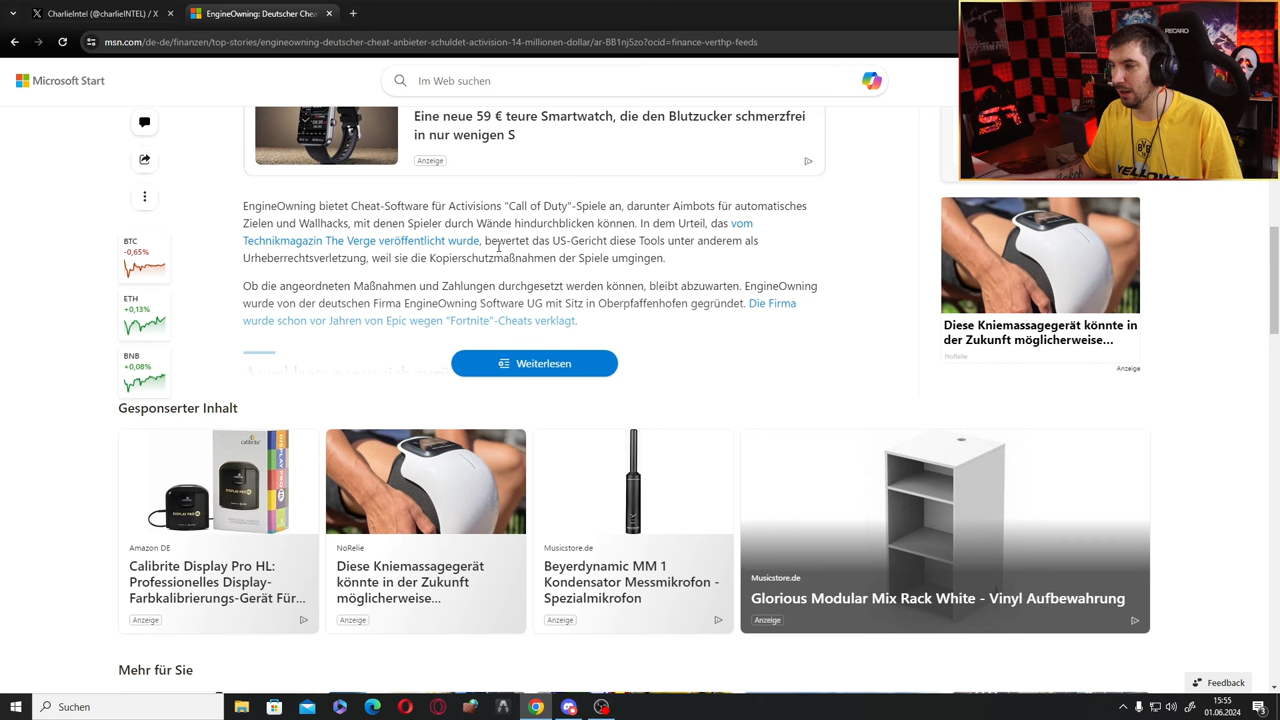 CharlieINTEL (@charlieINTEL) / X
EngineOwning: Deutscher Chea
msn.com/de-de/finanzen/top-stories/engineowning-deutscher-cheat-anbieter-schuldet-activision-14-millionen-dollar/ar-BB1nj5zo?ocid=finance-verthp-feeds
RECARO
Microsoft Start
Im Web suchen
Eine neue 59 € teure Smartwatch, die den Blutzucker schmerzfrei
in nur wenigen S
Anzeige
BVB
09
EngineOwning bietet Cheat-Software für Activisions "Call of Duty"-Spiele an, darunter Aimbots für automatisches
Zielen und Wallhacks, mit denen Spieler durch Wände hindurchblicken können. In dem Urteil, das vom
Technikmagazin The Verge veröffentlicht wurde, bewertet das US-Gericht diese Tools unter anderem als
Urheberrechtsverletzung, weil sie die Kopierschutzmaßnahmen der Spiele umgingen.
Ob die angeordneten Maßnahmen und Zahlungen durchgesetzt werden können, bleibt abzuwarten. EngineOwning
wurde von der deutschen Firma EngineOwning Software UG mit Sitz in Oberpfaffenhofen gegründet. Die Firma
wurde schon vor Jahren von Epic wegen "Fortnite"-Cheats verklagt.
BTC
-0,65%
ETH
+0,13%
BNB
+0,08%
Weiterlesen
Diese Kniemassagegerät könnte in
der Zukunft möglicherweise...
NoRelie
Anzeige
Gesponserter Inhalt
Amazon DE
Calibrite Display Pro HL:
Professionelles Display-
Farbkalibrierungs-Gerät Für...
Anzeige
NoRelie
Diese Kniemassagegerät
könnte in der Zukunft
möglicherweise...
Anzeige
Musicstore.de
Beyerdynamic MM 1
Kondensator Messmikrofon -
Spezialmikrofon
Anzeige
Musicstore.de
Glorious Modular Mix Rack White - Vinyl Aufbewahrung
Anzeige
Mehr für Sie
Feedback
Suchen
15:55
01.06.2024
3